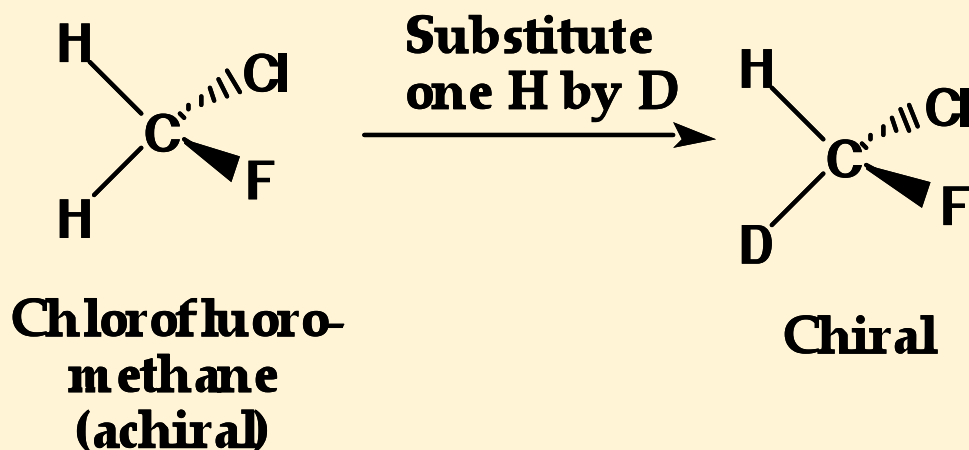 H
Cl
C
F
H
Substitute
one H by D
H
Cl
C
F
D
Chlorofluoro-
methane
(achiral)
Chiral